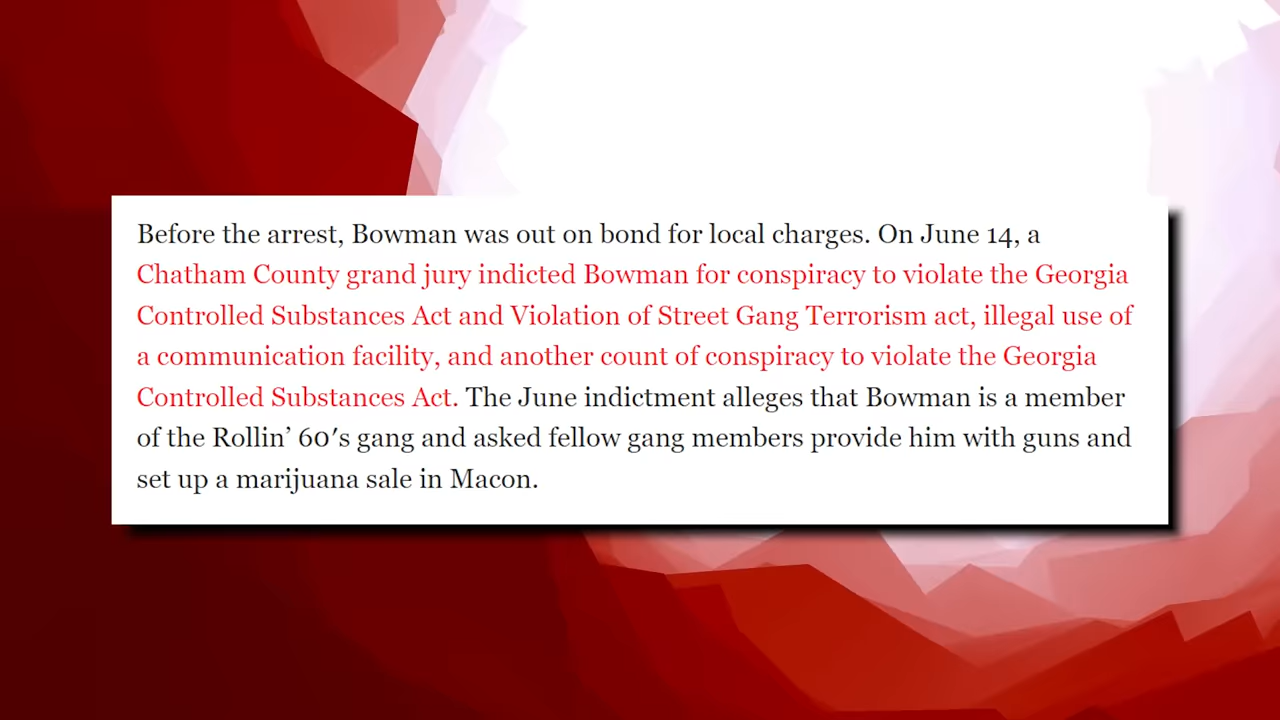 Before the arrest, Bowman was out on bond for local charges. On June 14, a
Chatham County grand jury indicted Bowman for conspiracy to violate the Georgia
Controlled Substances Act and Violation of Street Gang Terrorism act, illegal use of
a communication facility, and another count of conspiracy to violate the Georgia
Controlled Substances Act. The June indictment alleges that Bowman is a member
of the Rollin’ 60′s gang and asked fellow gang members provide him with guns and
set up a marijuana sale in Macon.